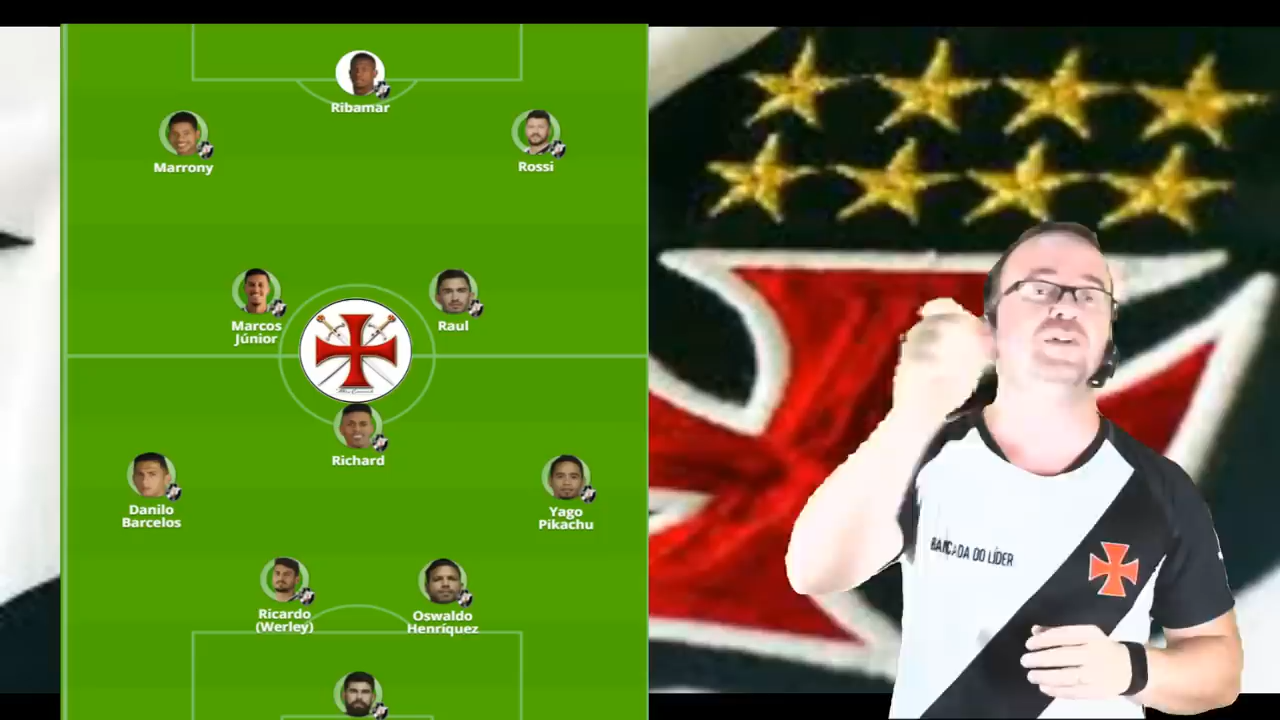 Ribamar
Marrony
Rossi
Marcos
Júnior
Raul
Richard
Danilo
Barcelos
Yago
Pikachu
Ricardo
(Werley)
Oswaldo
Henríquez
BANCADA DO LÍDER